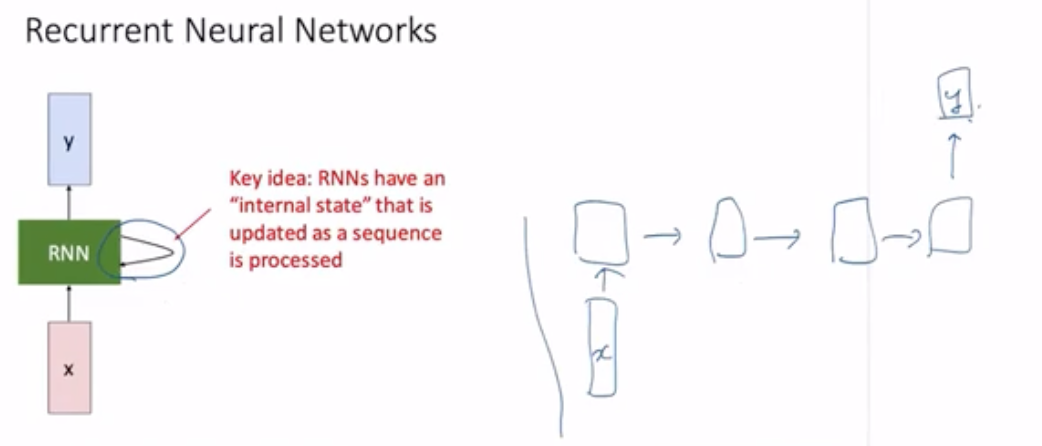 Recurrent Neural Networks
y
Key idea: RNNs have an
"internal state" that is
updated as a sequence
is processed
RNN
x
y
x